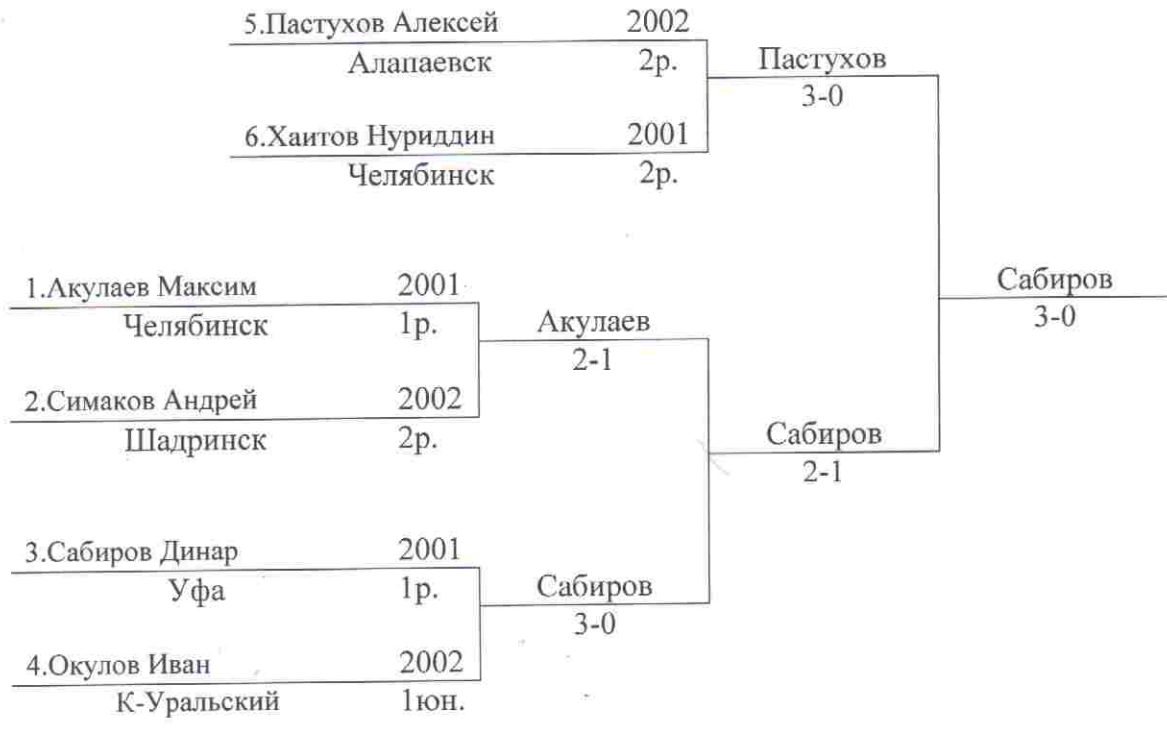 5.Пастухов Алексей 2002
Алапаевск 2р.
Пастухов
3-0
6.Хаитов Нуриддин 2001
Челябинск 2р.
1.Акулаев Максим 2001
Челябинск 1р.
Акулаев
2-1
2.Симаков Андрей 2002
Шадринск 2р.
Сабиров
3-0
Сабиров
2-1
3.Сабиров Динар 2001
Уфа 1р.
Сабиров
3-0
4.Окулов Иван 2002
К-Уральский 1юн.